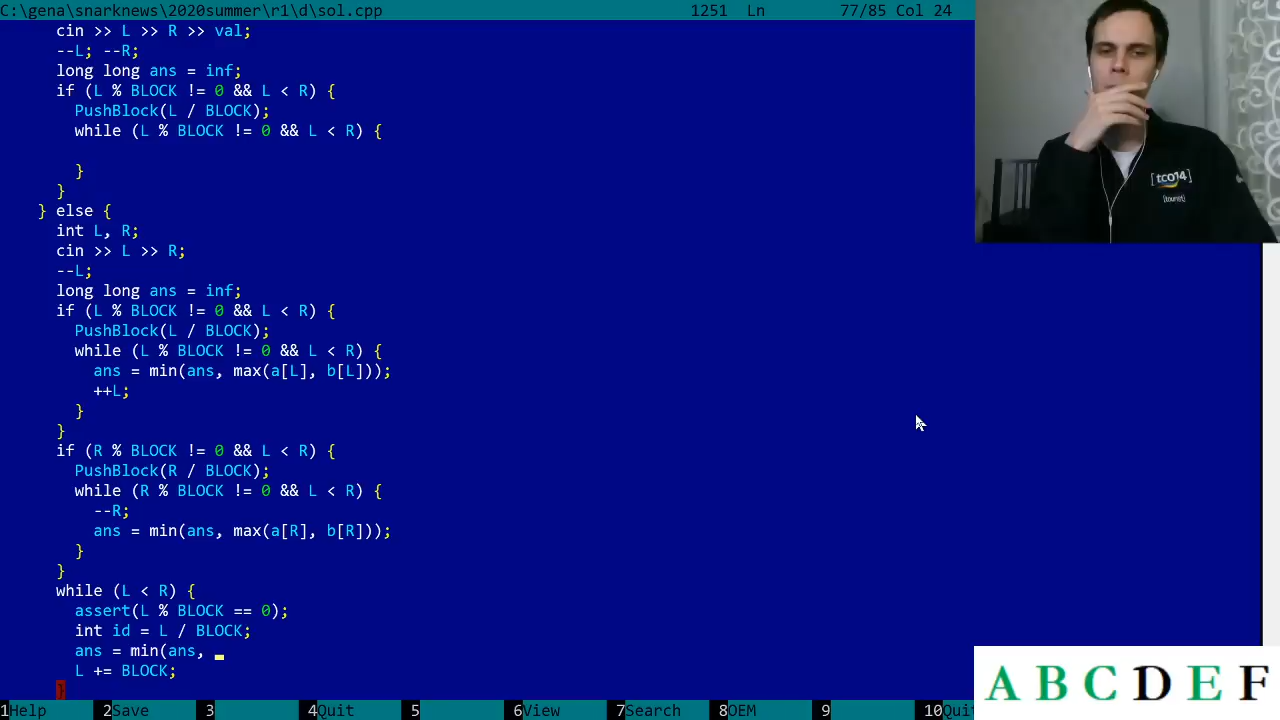 C:\gena\snarknews\2020summer\r1\d\sol.cpp 1251 Ln 77/85 Col 24
cin >> L >> R >> val;
--L; --R;
long long ans = inf;
if (L % BLOCK != 0 && L < R) {
PushBlock(L / BLOCK);
while (L % BLOCK != 0 && L < R) {
}
}
} else {
int L, R;
cin >> L >> R;
--L;
long long ans = inf;
if (L % BLOCK != 0 && L < R) {
PushBlock(L / BLOCK);
while (L % BLOCK != 0 && L < R) {
ans = min(ans, max(a[L], b[L]));
++L;
}
}
if (R % BLOCK != 0 && L < R) {
PushBlock(R / BLOCK);
while (R % BLOCK != 0 && L < R) {
--R;
ans = min(ans, max(a[R], b[R]));
}
}
while (L < R) {
assert(L % BLOCK == 0);
int id = L / BLOCK;
ans = min(ans, _
L += BLOCK;
}
1Help 2Save 3 4Quit 5 6View 7Search 8OEM 9 10Quit
[tco14]
[tourist]
A B C D E F